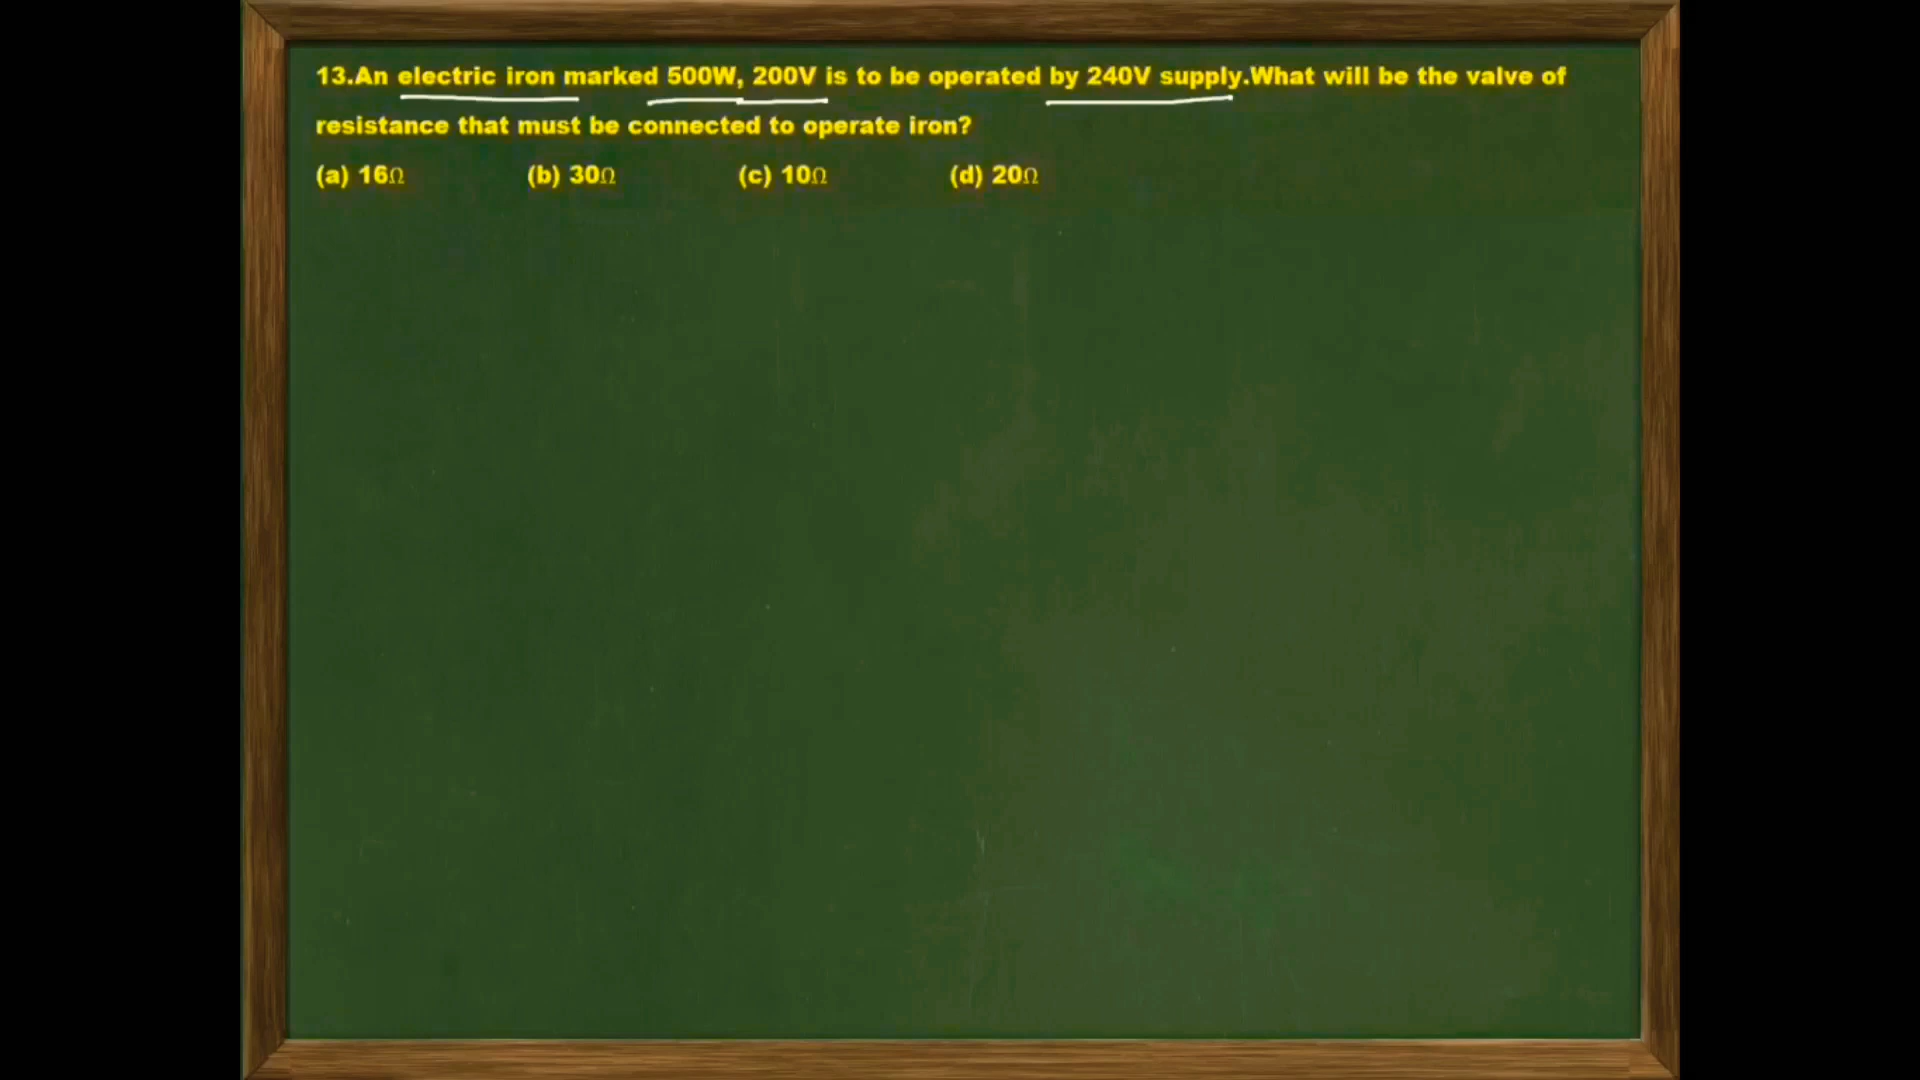 13.An electric iron marked 500W, 200V is to be operated by 240V supply.What will be the valve of
resistance that must be connected to operate iron?
(a) 16Ω (b) 30Ω (c) 10Ω (d) 20Ω